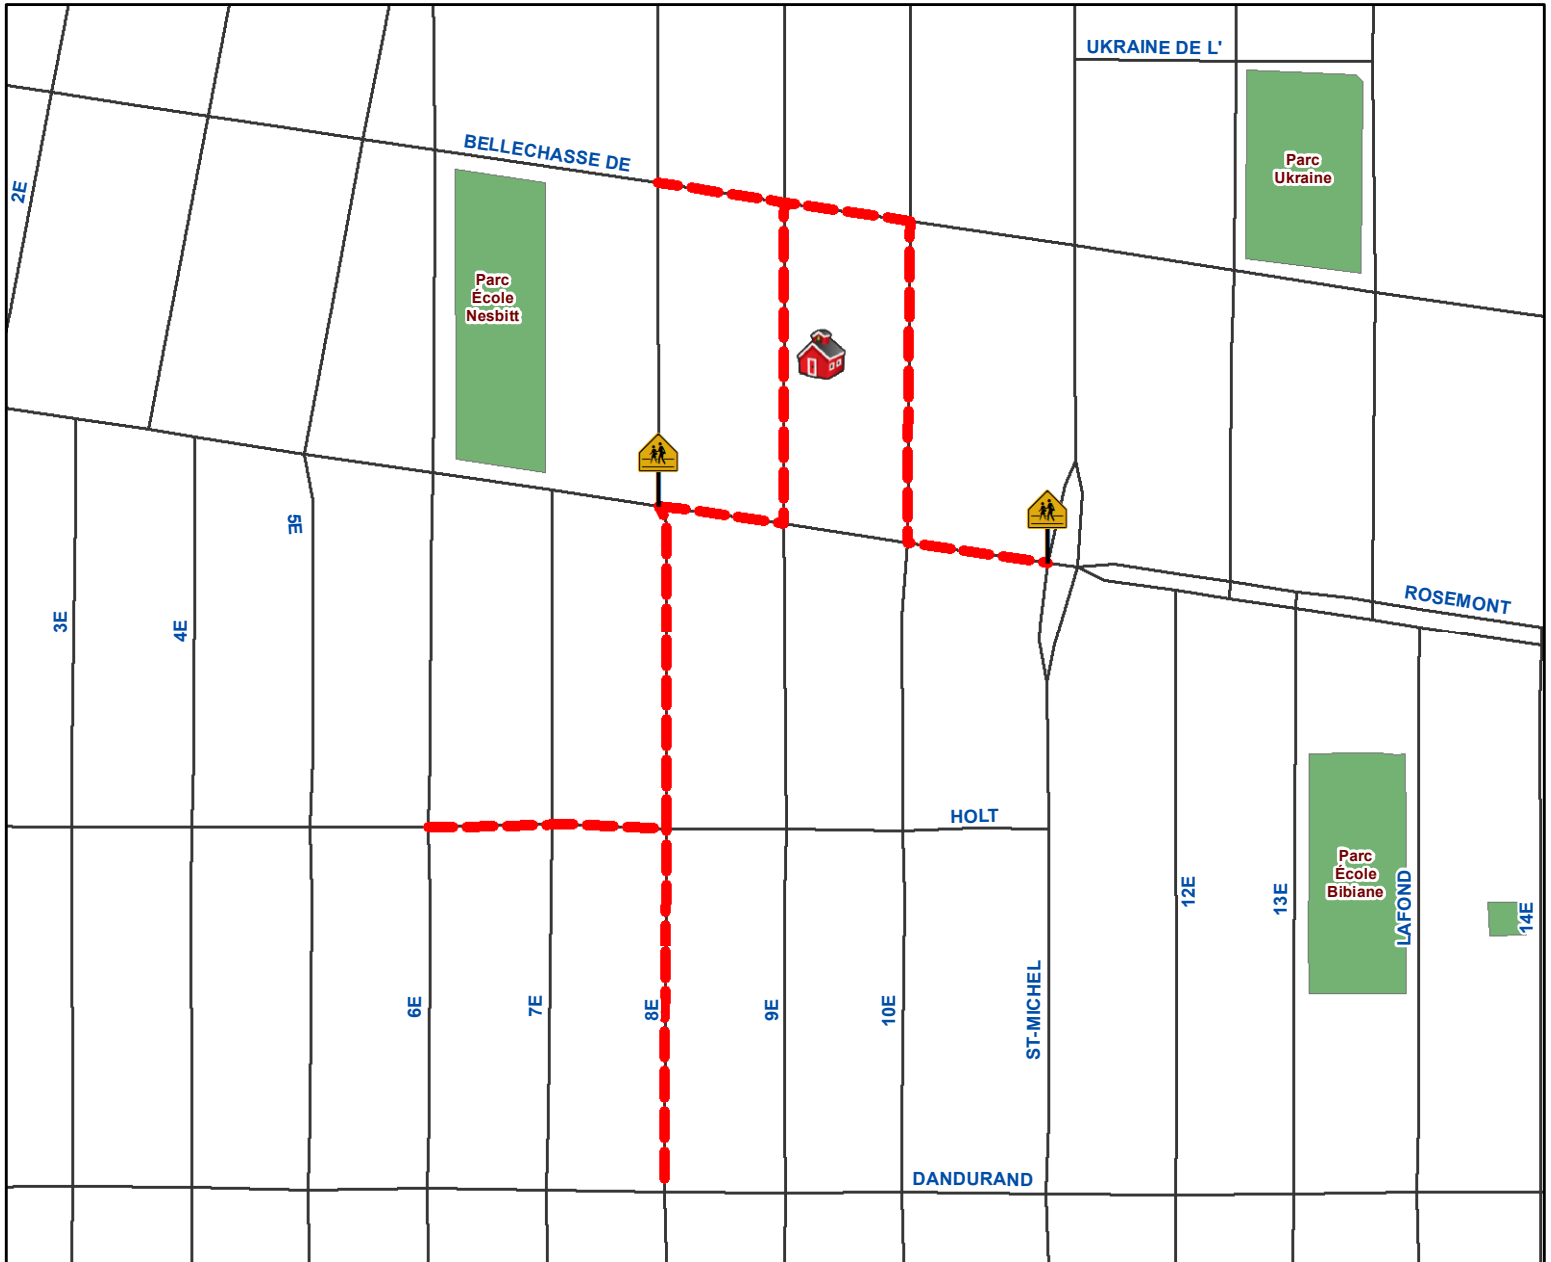 UKRAINE DE L'
BELLECHASSE DE
Parc
Ukraine
2E
Parc
École
Nesbitt
5E
ROSEMONT
3E
4E
HOLT
Parc
École
Bibiane
12E
13E
LAFOND
14E
6E
7E
8E
9E
10E
ST-MICHEL
DANDURAND